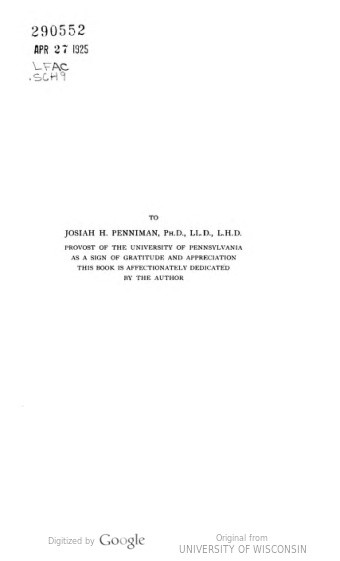 290552
APR 27 1925
LFAC
.SCH9
TO
JOSIAH H. PENNIMAN, PH.D., LL.D., L.H.D.
PROVOST OF THE UNIVERSITY OF PENNSYLVANIA
AS A SIGN OF GRATITUDE AND APPRECIATION
THIS BOOK IS AFFECTIONATELY DEDICATED
BY THE AUTHOR
Digitized by Google
Original from
UNIVERSITY OF WISCONSIN